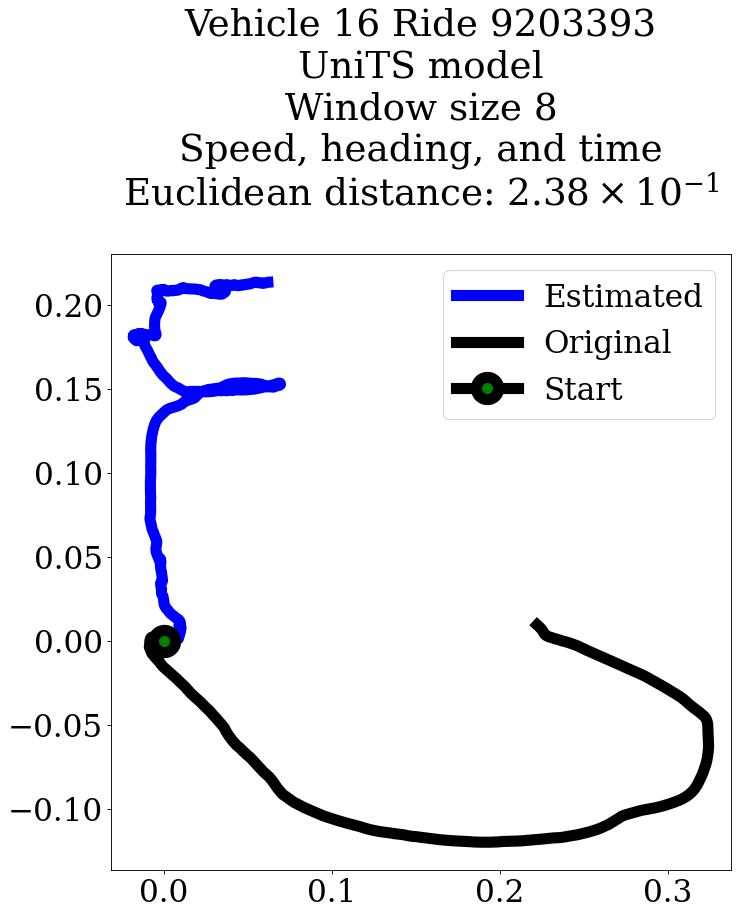 Vehicle 16 Ride 9203393
UniTS model
Window size 8
Speed, heading, and time
Euclidean distance: 2.38 × 10⁻¹
Estimated
Original
Start
0.20
0.15
0.10
0.05
0.00
−0.05
−0.10
0.0 0.1 0.2 0.3